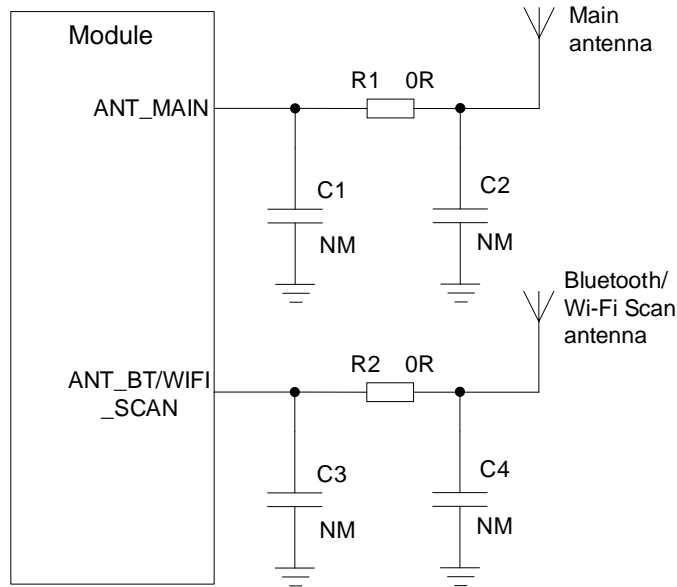 Module
Main
antenna
R1 0R
ANT_MAIN
C1
C2
NM
NM
Bluetooth/
Wi-Fi Scan
antenna
R2 0R
ANT_BT/WIFI
_SCAN
C3
C4
NM
NM